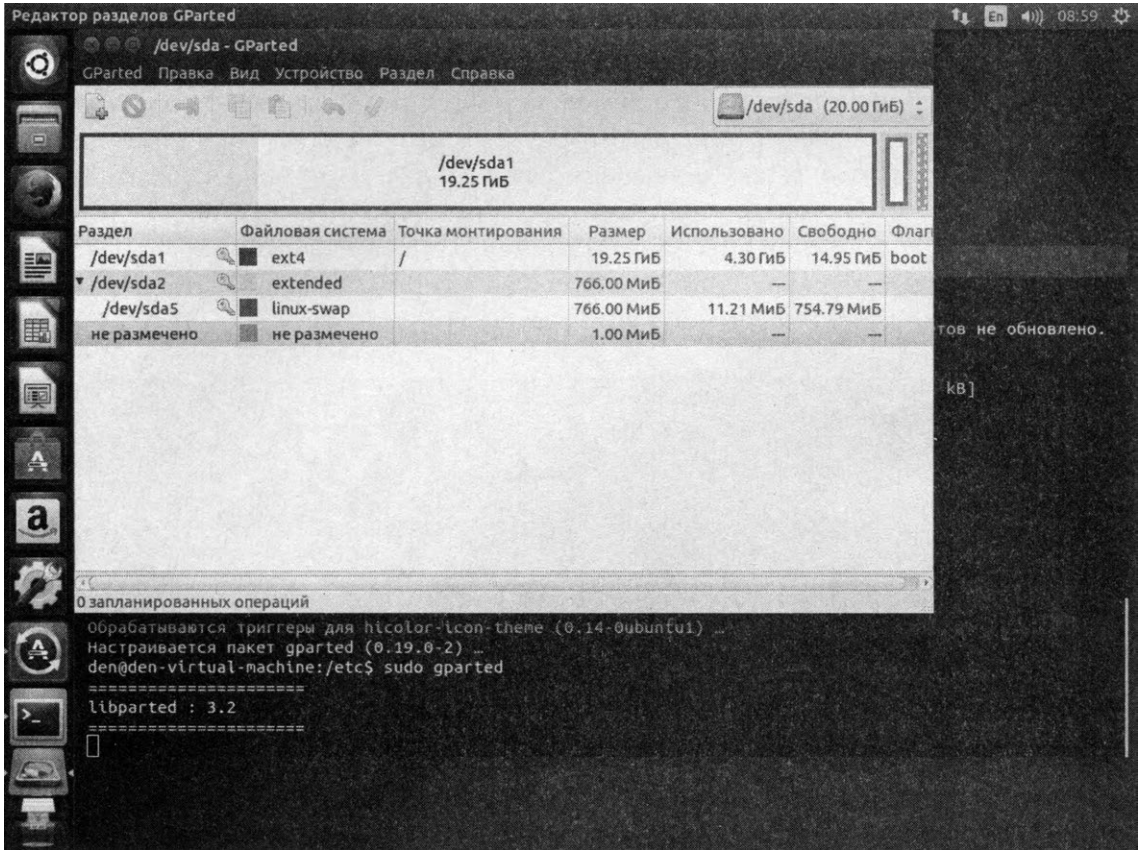 Редактор разделов GParted
En
08:59
/dev/sda - GParted
GParted Правка Вид Устройство Раздел Справка
/dev/sda (20.00 ГиБ)
/dev/sda1
19.25 ГиБ
Раздел Файловая система Точка монтирования Размер Использовано Свободно Флаг
/dev/sda1 ext4 / 19.25 ГиБ 4.30 ГиБ 14.95 ГиБ boot
/dev/sda2 extended 766.00 МиБ — —
/dev/sda5 linux-swap 766.00 МиБ 11.21 МиБ 754.79 МиБ
не размечено не размечено 1.00 МиБ — —
тов не обновлено.
kB]
0 запланированных операций
Обрабатываются триггеры для hicolor-icon-theme (0.14-0ubuntu1) …
Настраивается пакет gparted (0.19.0-2) …
den@den-virtual-machine:/etc$ sudo gparted
======================
libparted : 3.2
======================
a
>_